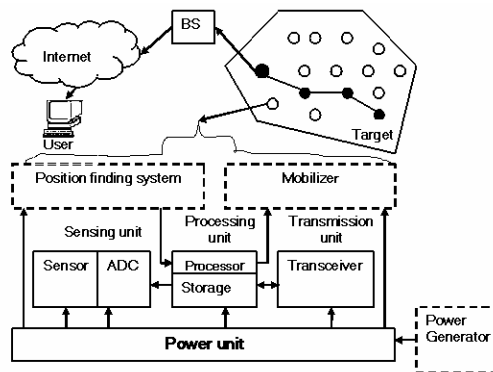 BS
Internet
User
Target
Position finding system
Mobilizer
Sensing unit
Processing
unit
Transmission
unit
Sensor
ADC
Processor
Storage
Transceiver
Power unit
Power
Generator